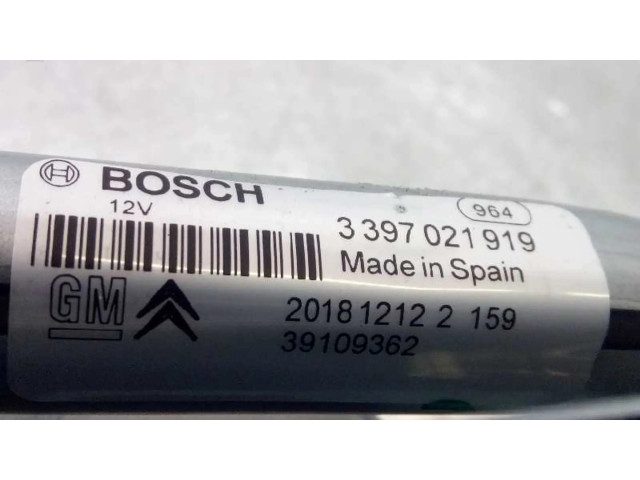 BOSCH
12V
964
3 397 021 919
Made in Spain
GM
20181212 2 159
39109362